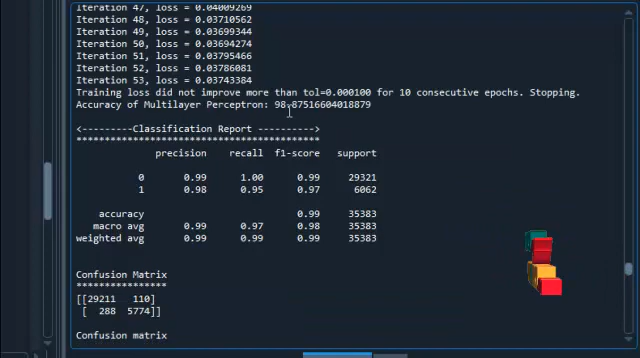 Iteration 47, loss = 0.04009269
Iteration 48, loss = 0.03710562
Iteration 49, loss = 0.03699344
Iteration 50, loss = 0.03694274
Iteration 51, loss = 0.03795466
Iteration 52, loss = 0.03786081
Iteration 53, loss = 0.03743384
Training loss did not improve more than tol=0.000100 for 10 consecutive epochs. Stopping.
Accuracy of Multilayer Perceptron: 98.87516604018879
<---------Classification Report ---------->
****************************************
precision recall f1-score support
0 0.99 1.00 0.99 29321
1 0.98 0.95 0.97 6062
accuracy 0.99 35383
macro avg 0.99 0.97 0.98 35383
weighted avg 0.99 0.99 0.99 35383
Confusion Matrix
****************
[[29211 110]
[ 288 5774]]
Confusion matrix